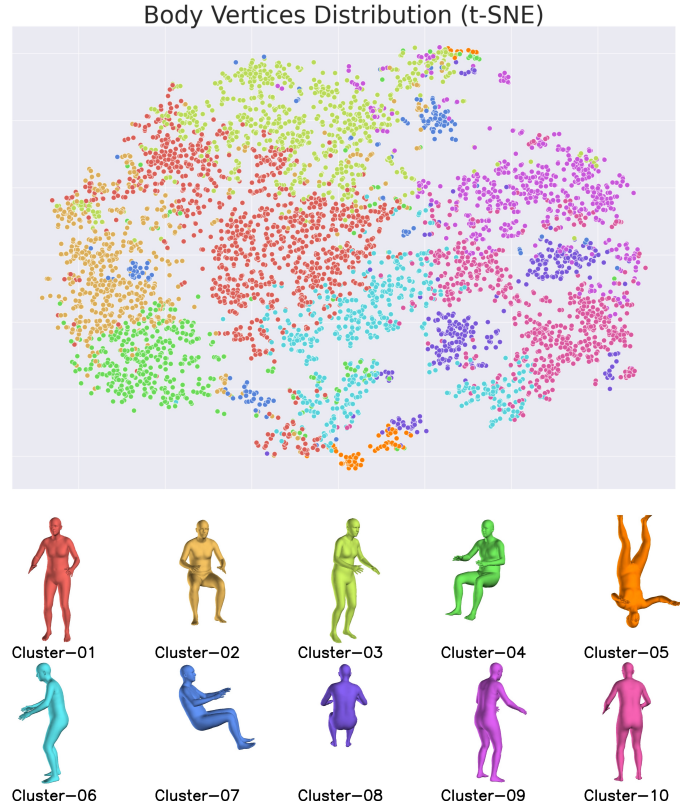 Body Vertices Distribution (t-SNE)
Cluster-01 Cluster-02 Cluster-03 Cluster-04 Cluster-05
Cluster-06 Cluster-07 Cluster-08 Cluster-09 Cluster-10